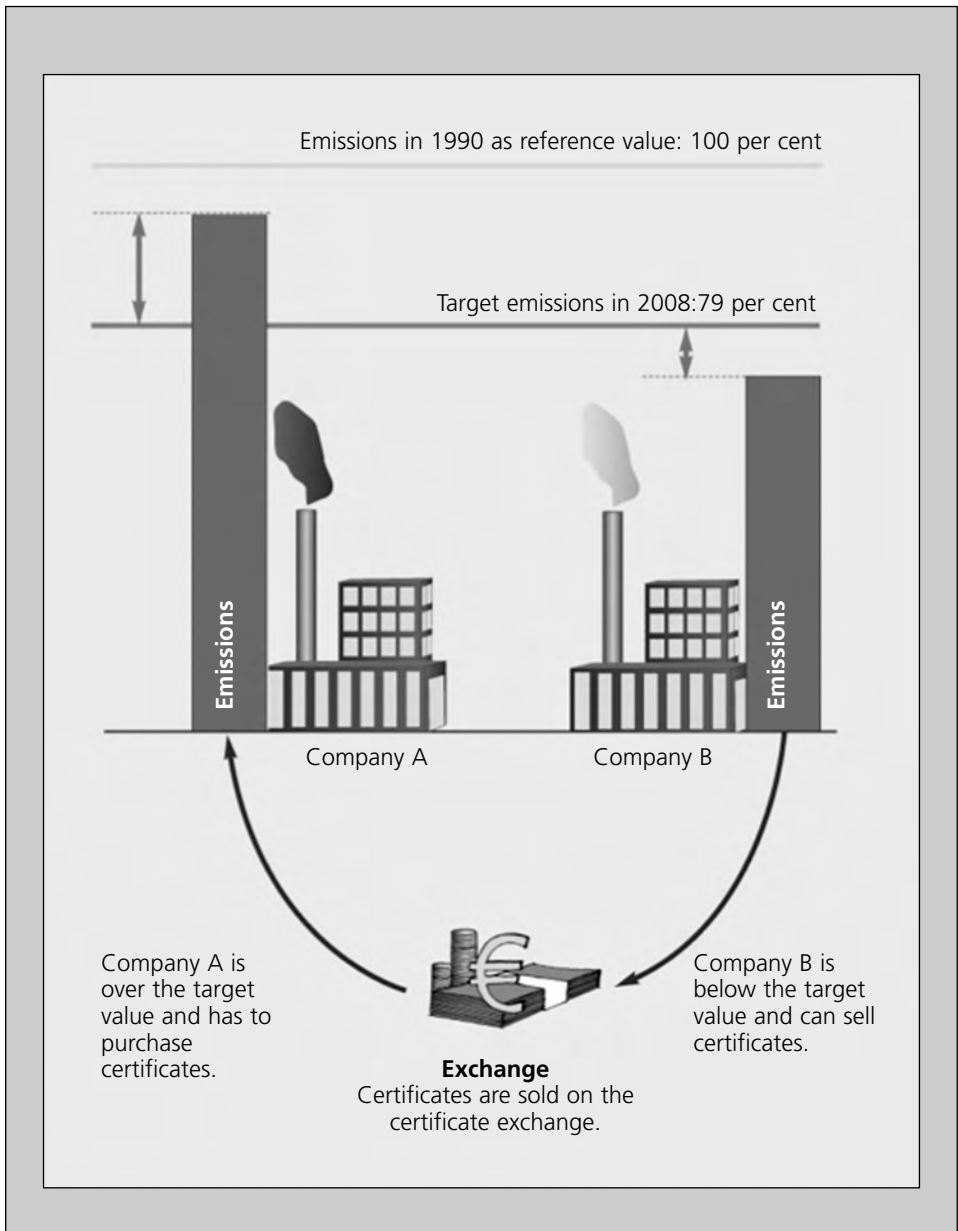 Emissions in 1990 as reference value: 100 per cent
Target emissions in 2008:79 per cent
Emissions
Emissions
Company A
Company B
Company A is
over the target
value and has to
purchase
certificates.
Exchange
Certificates are sold on the
certificate exchange.
Company B is
below the target
value and can sell
certificates.